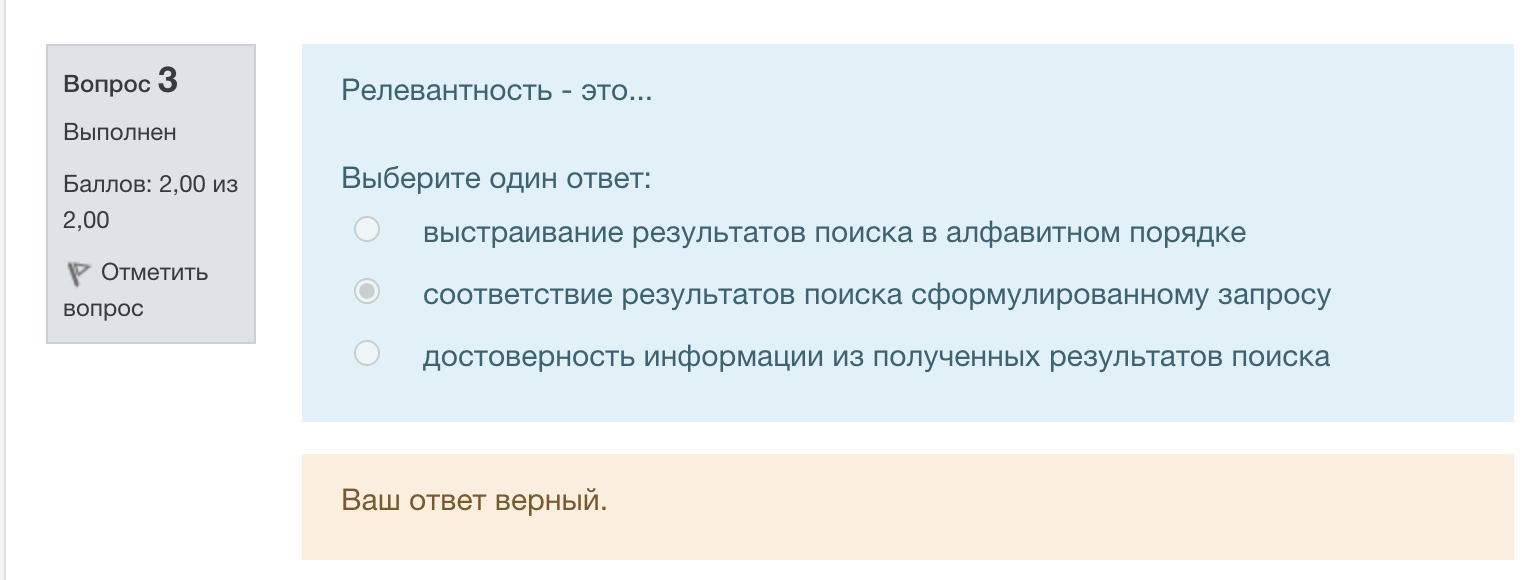 Вопрос 3
Выполнен
Баллов: 2,00 из
2,00
Отметить
вопрос
Релевантность - это...
Выберите один ответ:
выстраивание результатов поиска в алфавитном порядке
соответствие результатов поиска сформулированному запросу
достоверность информации из полученных результатов поиска
Ваш ответ верный.